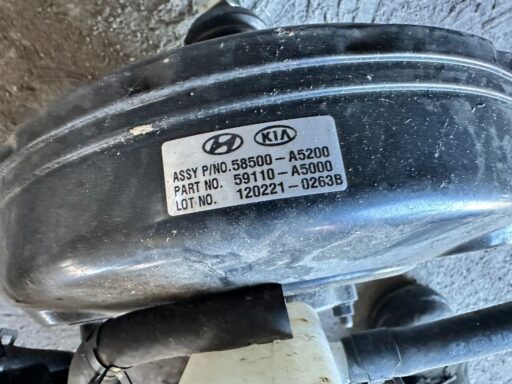 KIA
ASSY P/NO.58500-A5200
PART NO. 59110-A5000
LOT NO. 120221-0263B